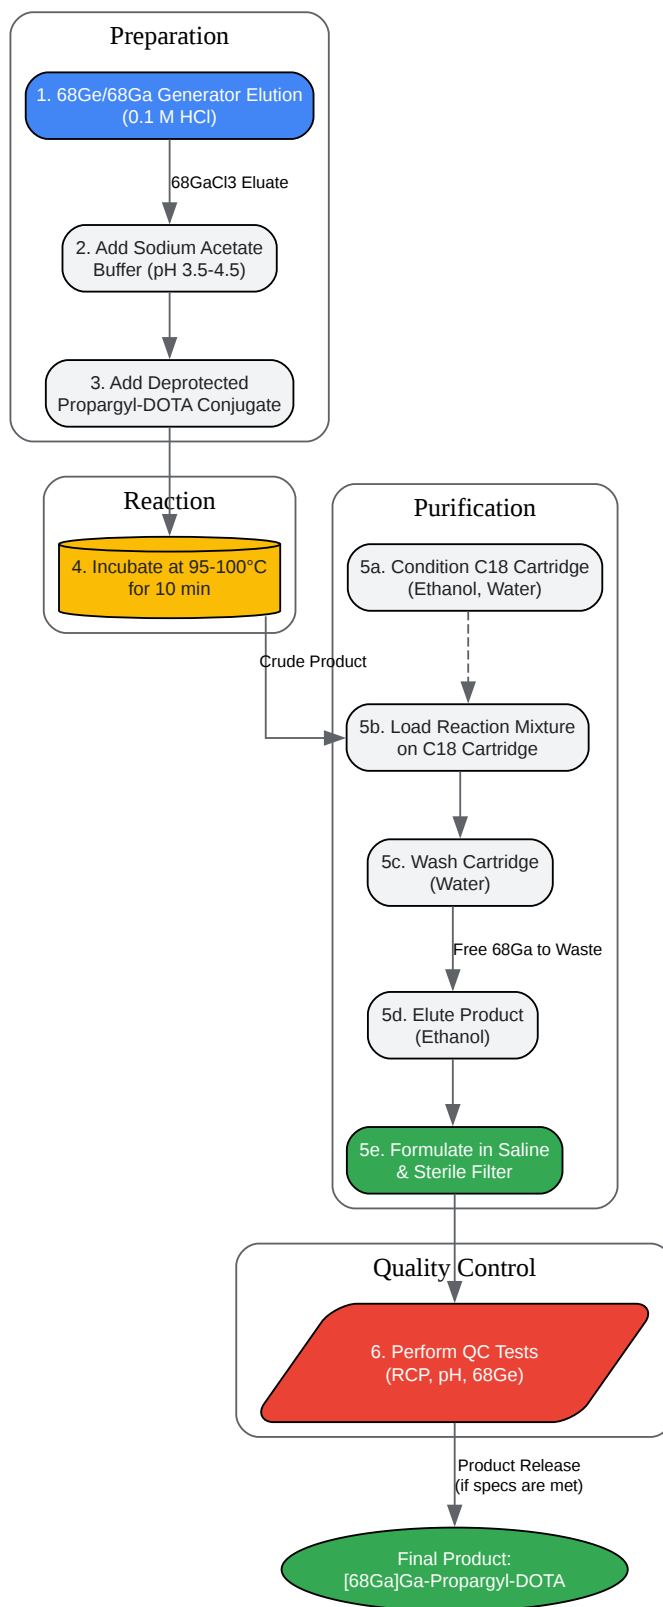 Preparation
1. 68Ge/68Ga Generator Elution
(0.1 M HCl)
68GaCl3 Eluate
2. Add Sodium Acetate
Buffer (pH 3.5-4.5)
3. Add Deprotected
Propargyl-DOTA Conjugate
Reaction
4. Incubate at 95-100°C
for 10 min
Crude Product
Purification
5a. Condition C18 Cartridge
(Ethanol, Water)
5b. Load Reaction Mixture
on C18 Cartridge
5c. Wash Cartridge
(Water)
Free 68Ga to Waste
5d. Elute Product
(Ethanol)
5e. Formulate in Saline
& Sterile Filter
Quality Control
6. Perform QC Tests
(RCP, pH, 68Ge)
Product Release
(if specs are met)
Final Product:
[68Ga]Ga-Propargyl-DOTA